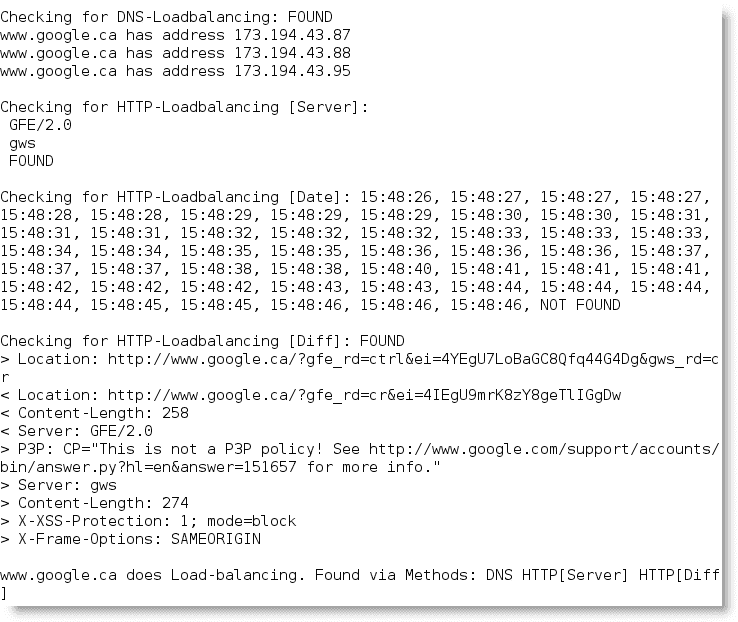 Checking for DNS-Loadbalancing: FOUND
www.google.ca has address 173.194.43.87
www.google.ca has address 173.194.43.88
www.google.ca has address 173.194.43.95
Checking for HTTP-Loadbalancing [Server]:
GFE/2.0
gws
FOUND
Checking for HTTP-Loadbalancing [Date]: 15:48:26, 15:48:27, 15:48:27, 15:48:27,
15:48:28, 15:48:28, 15:48:29, 15:48:29, 15:48:29, 15:48:30, 15:48:30, 15:48:31,
15:48:31, 15:48:31, 15:48:32, 15:48:32, 15:48:32, 15:48:33, 15:48:33, 15:48:33,
15:48:34, 15:48:34, 15:48:35, 15:48:35, 15:48:36, 15:48:36, 15:48:36, 15:48:37,
15:48:37, 15:48:37, 15:48:38, 15:48:38, 15:48:40, 15:48:41, 15:48:41, 15:48:41,
15:48:42, 15:48:42, 15:48:42, 15:48:43, 15:48:43, 15:48:44, 15:48:44, 15:48:44,
15:48:44, 15:48:45, 15:48:45, 15:48:46, 15:48:46, 15:48:46, NOT FOUND
Checking for HTTP-Loadbalancing [Diff]: FOUND
> Location: http://www.google.ca/?gfe_rd=ctrl&ei=4YEgU7LoBaGC8Qfq44G4Dg&gws_rd=c
r
< Location: http://www.google.ca/?gfe_rd=cr&ei=4IEgU9mrK8zY8geTlIGgDw
< Content-Length: 258
< Server: GFE/2.0
> P3P: CP="This is not a P3P policy! See http://www.google.com/support/accounts/
bin/answer.py?hl=en&answer=151657 for more info."
> Server: gws
> Content-Length: 274
> X-XSS-Protection: 1; mode=block
> X-Frame-Options: SAMEORIGIN
www.google.ca does Load-balancing. Found via Methods: DNS HTTP[Server] HTTP[Diff
]